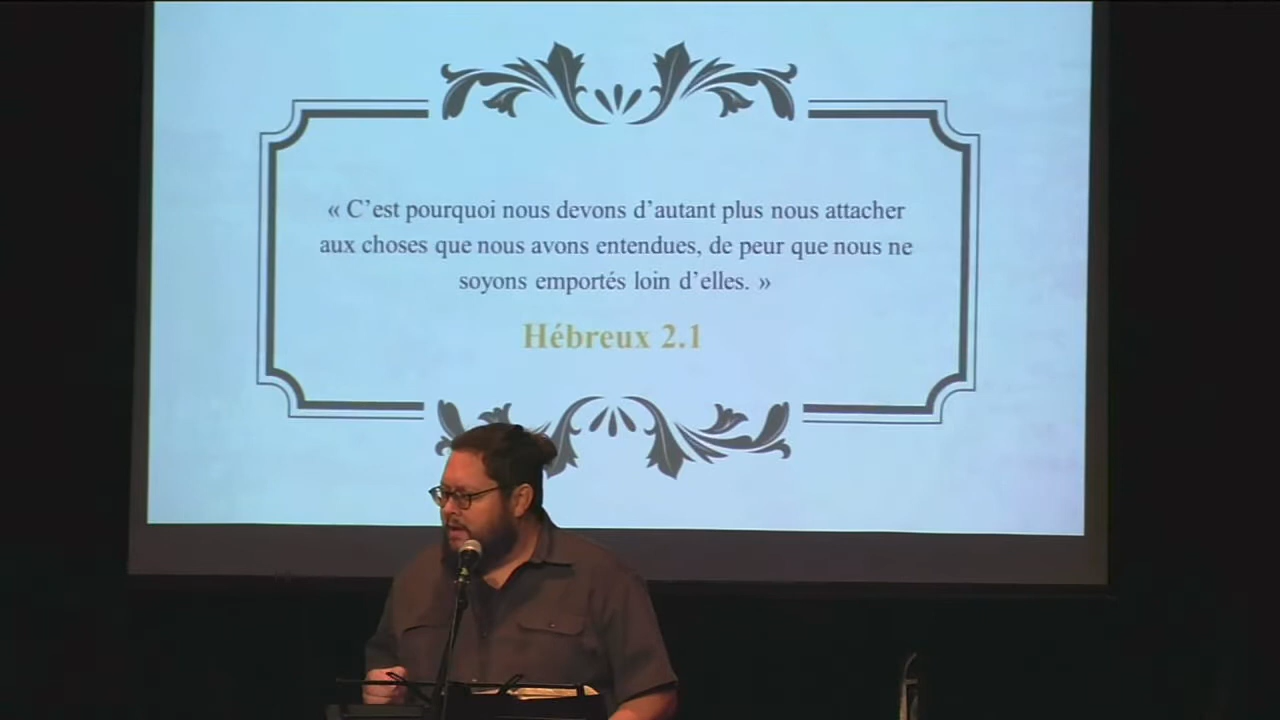 « C’est pourquoi nous devons d’autant plus nous attacher
aux choses que nous avons entendues, de peur que nous ne
soyons emportés loin d’elles. »
Hébreux 2.1